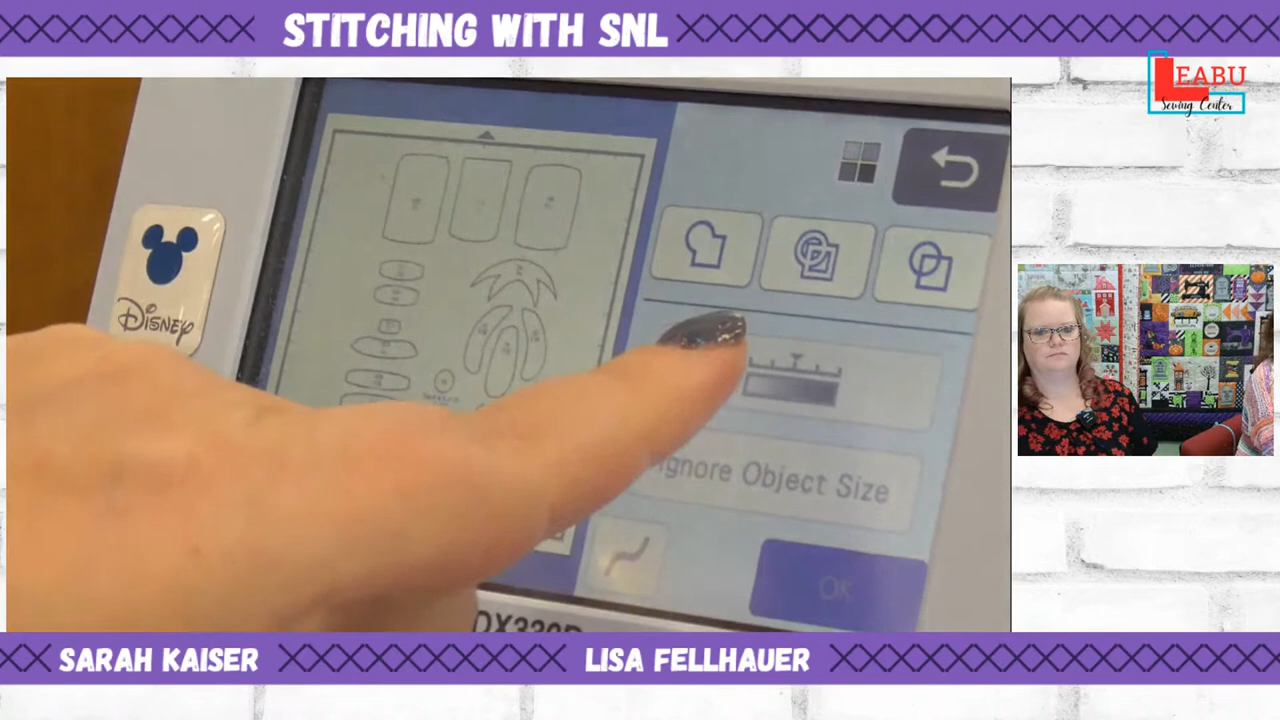 STITCHING WITH SNL
LEABU
Sewing Center
DISNEY
Ignore Object Size
OK
SARAH KAISER
LISA FELLHAUER